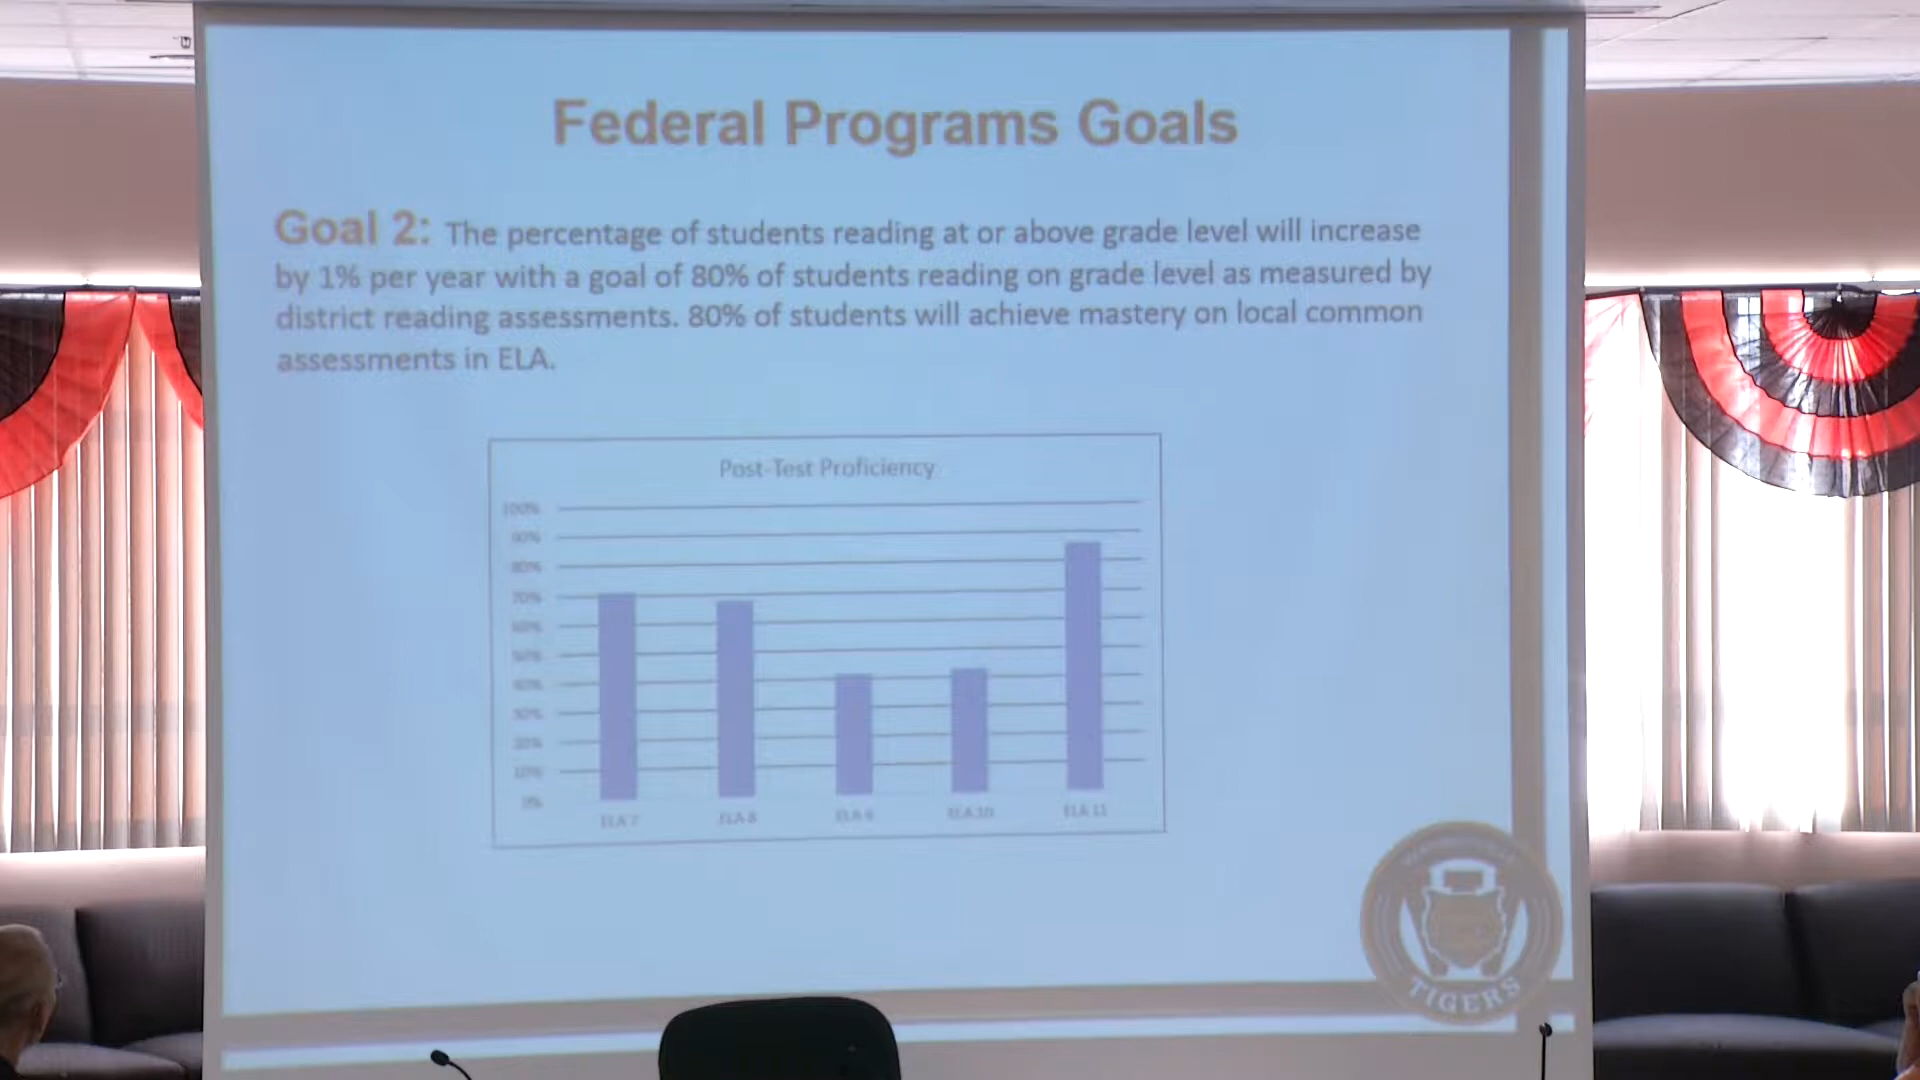 Federal Programs Goals
Goal 2: The percentage of students reading at or above grade level will increase
by 1% per year with a goal of 80% of students reading on grade level as measured by
district reading assessments. 80% of students will achieve mastery on local common
assessments in ELA.
Post-Test Proficiency
100%
90%
80%
70%
60%
50%
40%
30%
20%
10%
0%
ELA 7 ELA 8 ELA 9 ELA 10 ELA 11
TIGERS